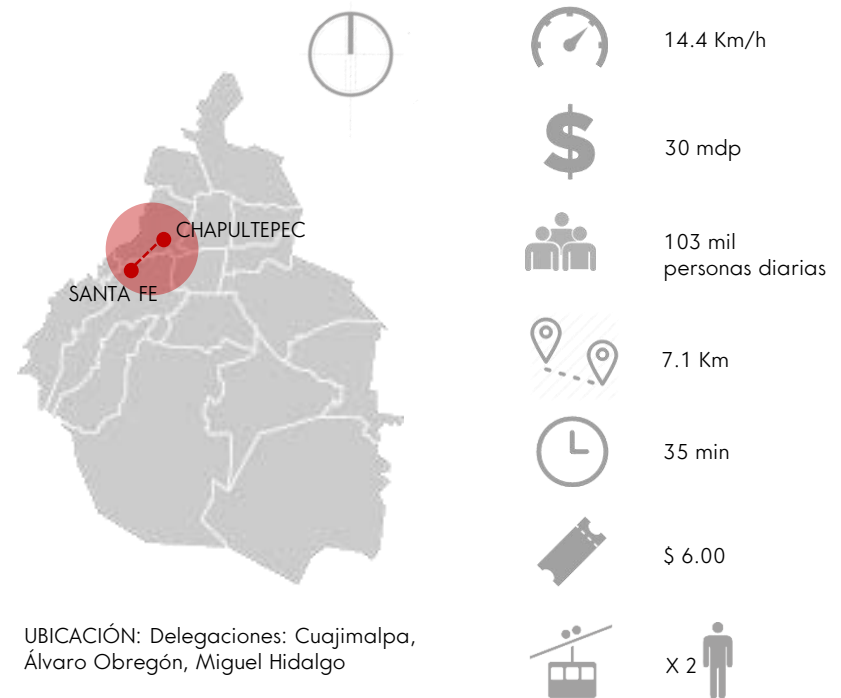 CHAPULTEPEC
SANTA FE
UBICACIÓN: Delegaciones: Cuajimalpa,
Álvaro Obregón, Miguel Hidalgo
14.4 Km/h
$
30 mdp
103 mil
personas diarias
7.1 Km
35 min
$ 6.00
X 2